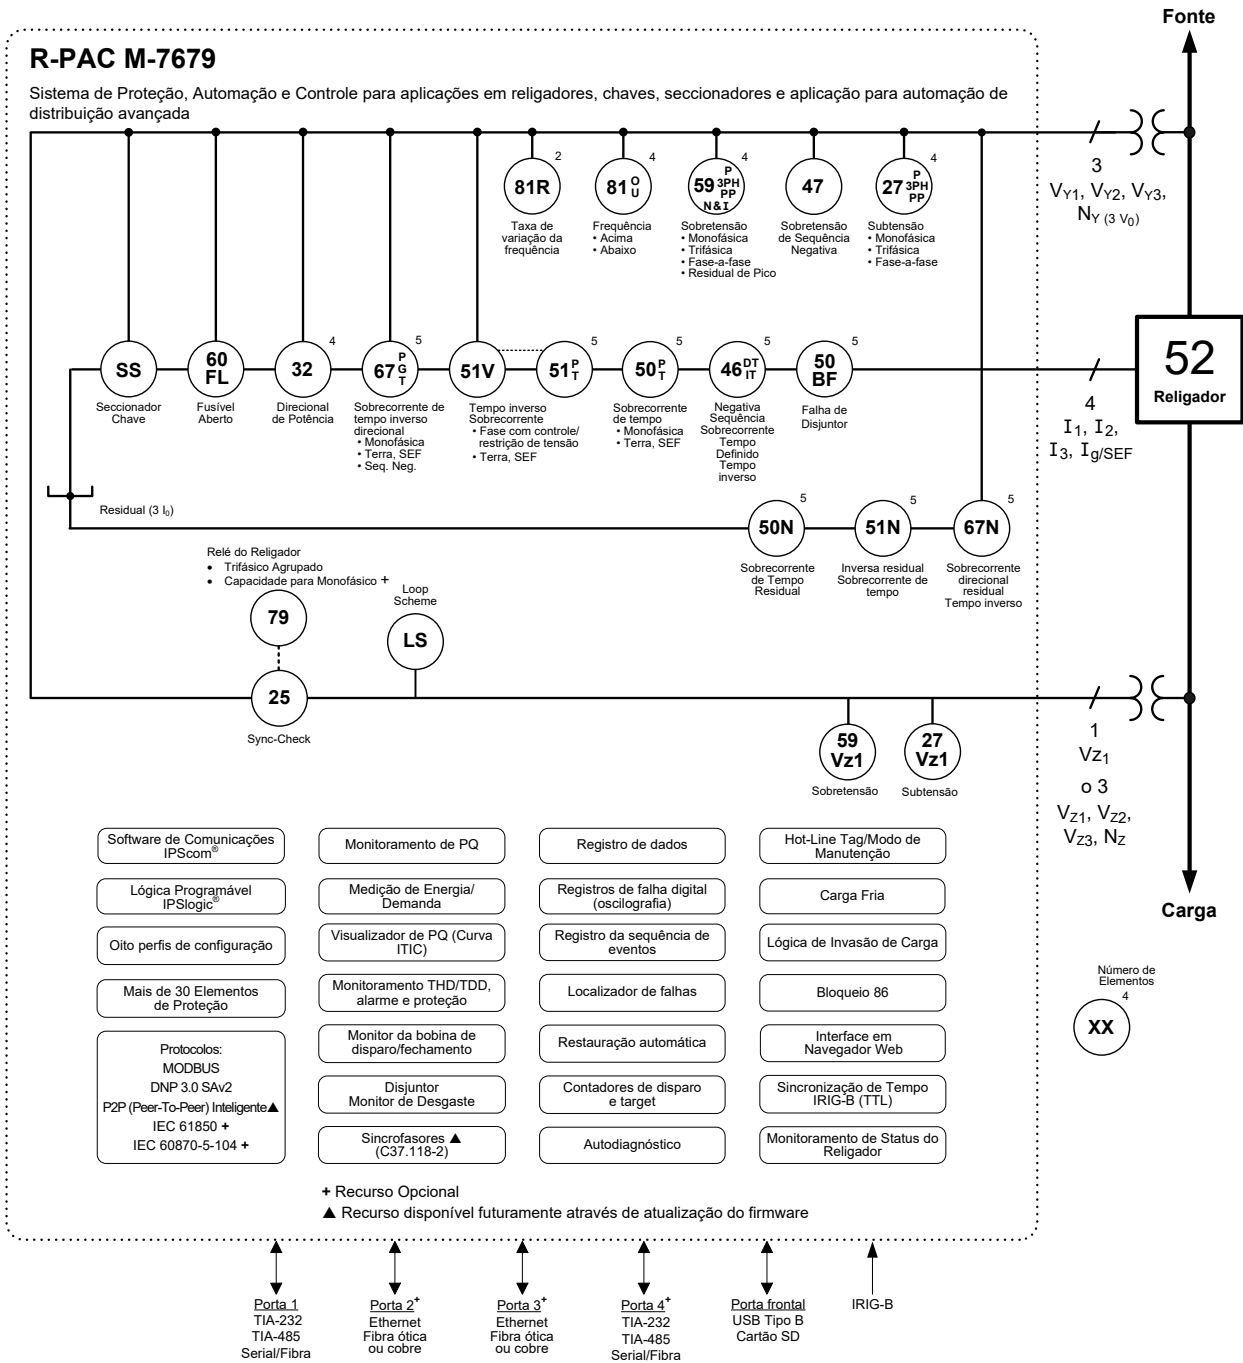 Fonte
R-PAC M-7679
Sistema de Proteção, Automação e Controle para aplicações em religadores, chaves, seccionadores e aplicação para automação de
distribuição avançada
81R
2
Taxa de
variação da
frequência
81 O
U
4
Frequência
• Acima
• Abaixo
59 P
3PH
PP
N&I
4
Sobretensão
• Monofásica
• Trifásica
• Fase-a-fase
• Residual de Pico
47
Sobretensão
de Sequência
Negativa
27 P
3PH
PP
4
Subtensão
• Monofásica
• Trifásica
• Fase-a-fase
3
VY1, VY2, VY3,
NY (3 V0)
SS
Seccionador
Chave
60
FL
Fusível
Aberto
32
4
Direcional
de Potência
67 P
G
T
5
Sobrecorrente de
tempo inverso
direcional
• Monofásica
• Terra, SEF
• Seq. Neg.
51V
Tempo inverso
Sobrecorrente
• Fase com controle/
restrição de tensão
• Terra, SEF
51 P
T
5
50 P
T
5
Sobrecorrente
de tempo
• Monofásica
• Terra, SEF
46 DT
IT
5
Negativa
Sequência
Sobrecorrente
Tempo
Definido
Tempo
inverso
50
BF
5
Falha de
Disjuntor
4
I1, I2,
I3, Ig/SEF
52
Religador
Residual (3 I0)
50N
5
Sobrecorrente
de Tempo
Residual
51N
5
Inversa residual
Sobrecorrente de
tempo
67N
5
Sobrecorrente
direcional
residual
Tempo inverso
Relé do Religador
• Trifásico Agrupado
• Capacidade para Monofásico +
79
Loop
Scheme
LS
25
Sync-Check
59
Vz1
Sobretensão
27
Vz1
Subtensão
1
VZ1
o 3
VZ1, VZ2,
VZ3, NZ
Carga
Software de Comunicações
IPScom®
Lógica Programável
IPSlogic®
Oito perfis de configuração
Mais de 30 Elementos
de Proteção
Protocolos:
MODBUS
DNP 3.0 SAv2
P2P (Peer-To-Peer) Inteligente▲
IEC 61850 +
IEC 60870-5-104 +
Monitoramento de PQ
Medição de Energia/
Demanda
Visualizador de PQ (Curva
ITIC)
Monitoramento THD/TDD,
alarme e proteção
Monitor da bobina de
disparo/fechamento
Disjuntor
Monitor de Desgaste
Sincrofasores ▲
(C37.118-2)
Registro de dados
Registros de falha digital
(oscilografia)
Registro da sequência de
eventos
Localizador de falhas
Restauração automática
Contadores de disparo
e target
Autodiagnóstico
Hot-Line Tag/Modo de
Manutenção
Carga Fria
Lógica de Invasão de Carga
Bloqueio 86
Interface em
Navegador Web
Sincronização de Tempo
IRIG-B (TTL)
Monitoramento de Status do
Religador
Número de
Elementos
4
XX
+ Recurso Opcional
▲ Recurso disponível futuramente através de atualização do firmware
Porta 1
TIA-232
TIA-485
Serial/Fibra
Porta 2+
Ethernet
Fibra ótica
ou cobre
Porta 3+
Ethernet
Fibra ótica
ou cobre
Porta 4+
TIA-232
TIA-485
Serial/Fibra
Porta frontal
USB Tipo B
Cartão SD
IRIG-B